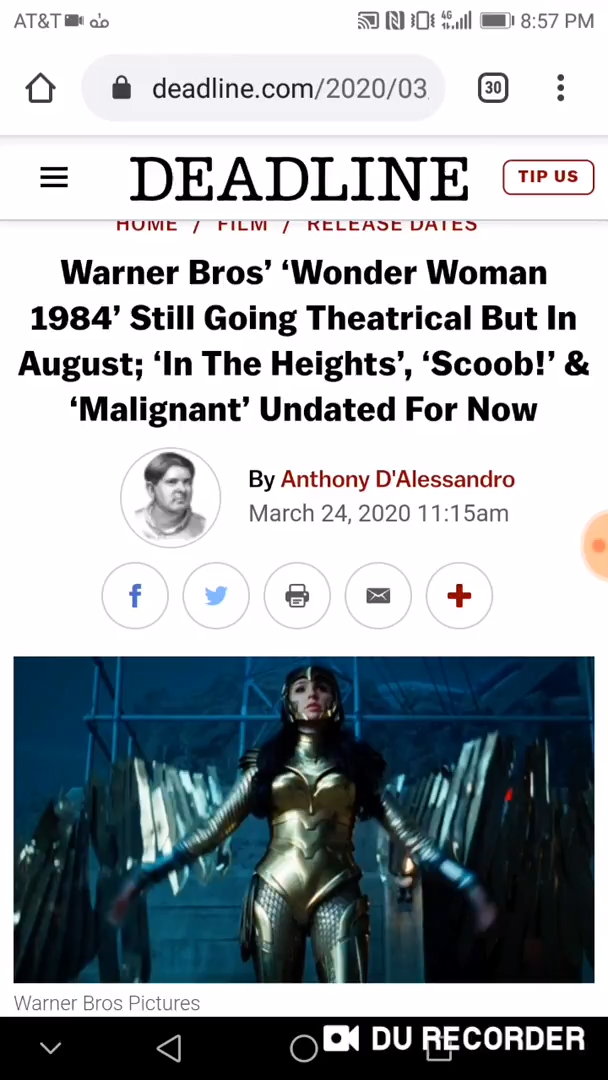 AT&T 4G 8:57 PM
deadline.com/2020/03 30
DEADLINE TIP US
HOME / FILM / RELEASE DATES
Warner Bros’ ‘Wonder Woman
1984’ Still Going Theatrical But In
August; ‘In The Heights’, ‘Scoob!’ &
‘Malignant’ Undated For Now
By Anthony D'Alessandro
March 24, 2020 11:15am
Warner Bros Pictures
DU RECORDER